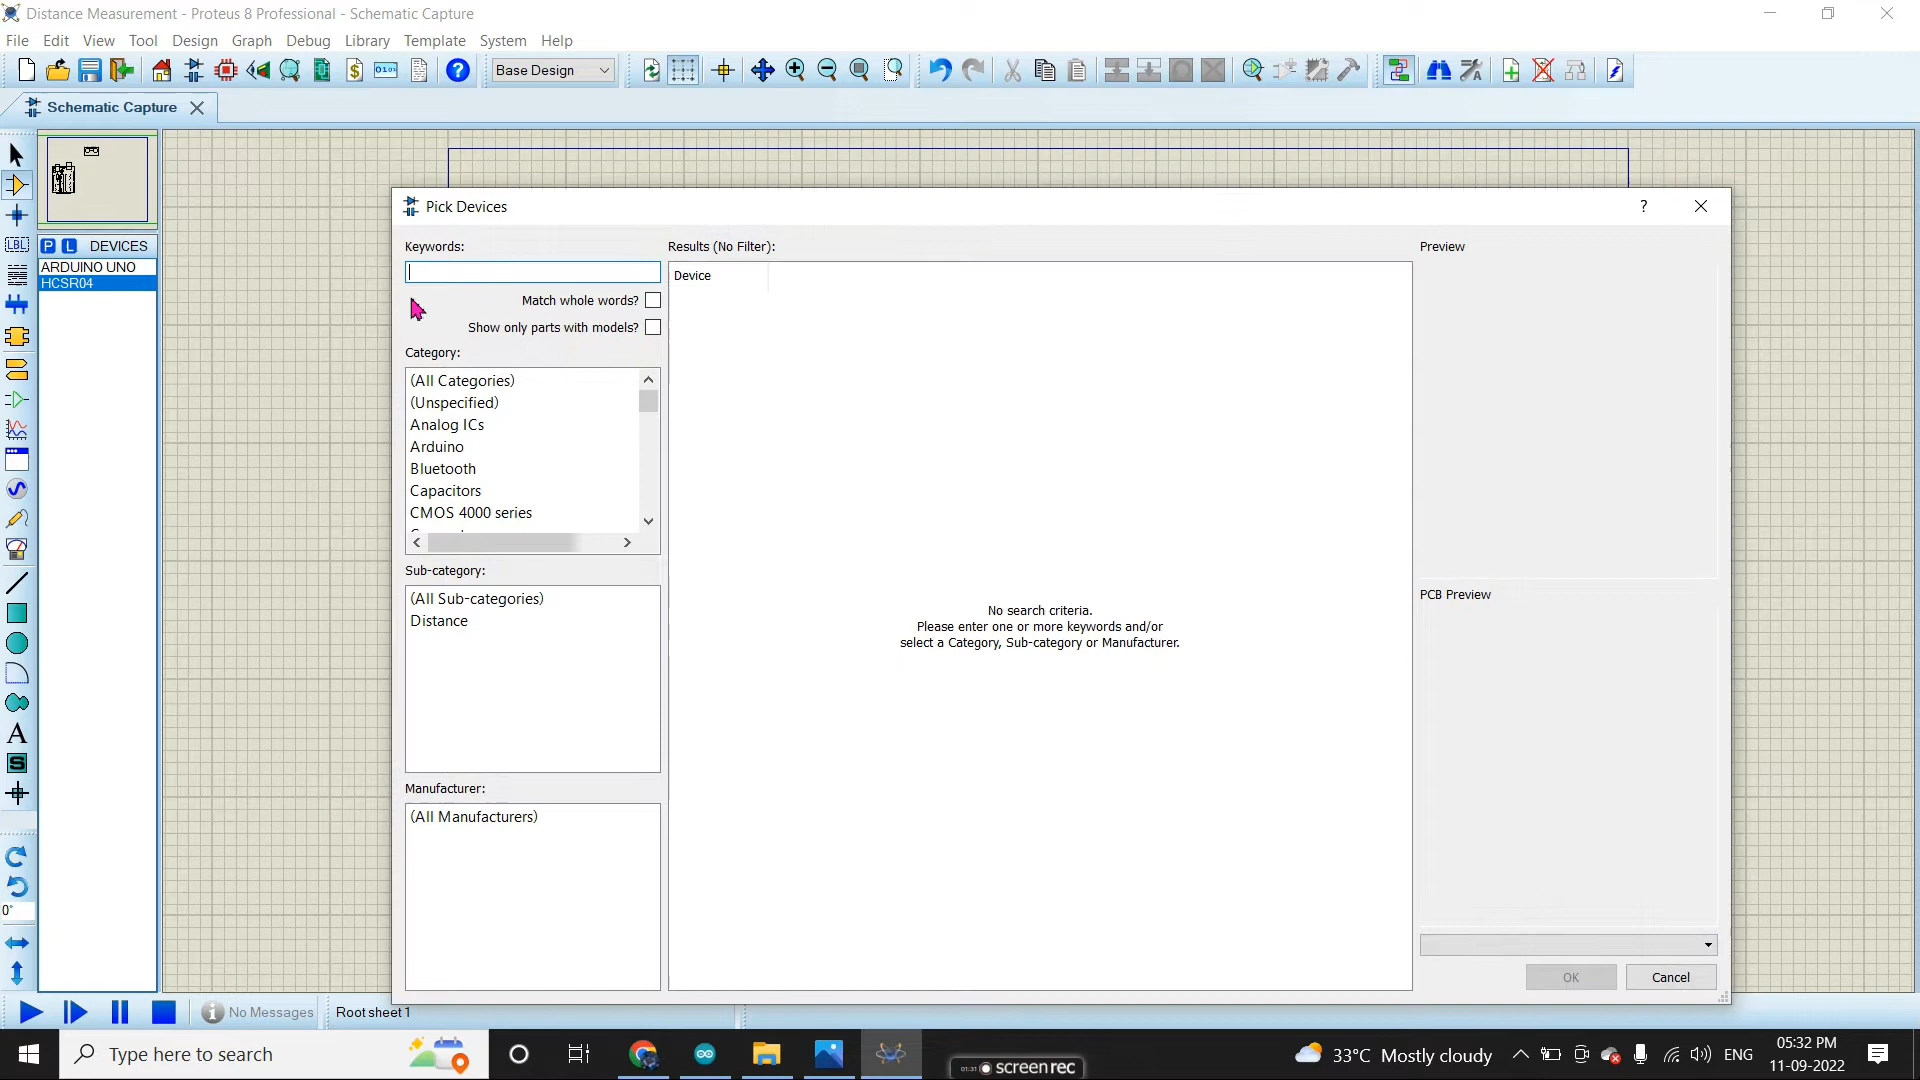 Distance Measurement - Proteus 8 Professional - Schematic Capture
File Edit View Tool Design Graph Debug Library Template System Help
Base Design
Schematic Capture
P L DEVICES
ARDUINO UNO
HCSR04
LBL
A
S
0°
Pick Devices
Keywords:
Match whole words?
Show only parts with models?
Category:
(All Categories)
(Unspecified)
Analog ICs
Arduino
Bluetooth
Capacitors
CMOS 4000 series
Sub-category:
(All Sub-categories)
Distance
Manufacturer:
(All Manufacturers)
Results (No Filter):
Device
No search criteria.
Please enter one or more keywords and/or
select a Category, Sub-category or Manufacturer.
Preview
PCB Preview
OK Cancel
No Messages Root sheet 1
Type here to search
01:31 screenrec
33°C Mostly cloudy
ENG
05:32 PM
11-09-2022